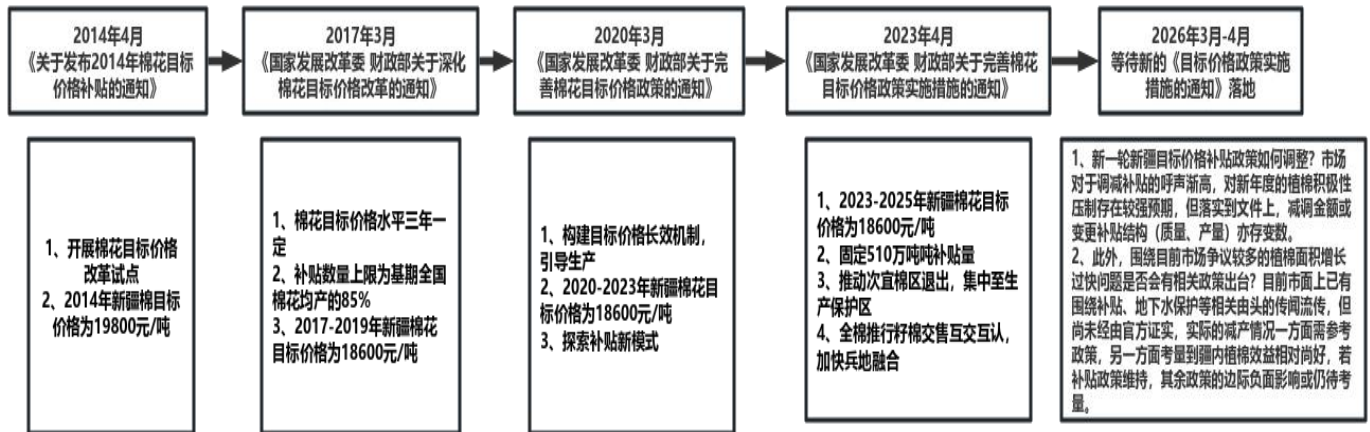 2014年4月
《关于发布2014年棉花目标
价格补贴的通知》
2017年3月
《国家发展改革委 财政部关于深化
棉花目标价格改革的通知》
2020年3月
《国家发展改革委 财政部关于完
善棉花目标价格政策的通知》
2023年4月
《国家发展改革委 财政部关于完善棉花
目标价格政策实施措施的通知》
2026年3月-4月
等待新的《目标价格政策实施
措施的通知》落地
1、开展棉花目标价格
改革试点
2、2014年新疆棉目标
价格为19800元/吨
1、棉花目标价格水平三年一
定
2、补贴数量上限为基期全国
棉花均产的85%
3、2017-2019年新疆棉花
目标价格为18600元/吨
1、构建目标价格长效机制，
引导生产
2、2020-2023年新疆棉花目
标价格为18600元/吨
3、探索补贴新模式
1、2023-2025年新疆棉花目标
价格为18600元/吨
2、固定510万吨吨补贴量
3、推动次宜棉区退出，集中至生
产保护区
4、全棉推行籽棉交售互交互认，
加快兵地融合
1、新一轮新疆目标价格补贴政策如何调整？市场
对于调减补贴的呼声渐高，对新年度的植棉积极性
压制存在较强预期，但落实到文件上，减调金额或
变更补贴结构（质量、产量）亦存变数。
2、此外，围绕目前市场争议较多的植棉面积增长
过快问题是否会有相关政策出台？目前市面上已有
围绕补贴、地下水保护等相关由头的传闻流传，但
尚未经由官方证实，实际的减产情况一方面需参考
政策，另一方面考量到疆内植棉效益相对尚好，若
补贴政策维持，其余政策的边际负面影响或仍待考
量。